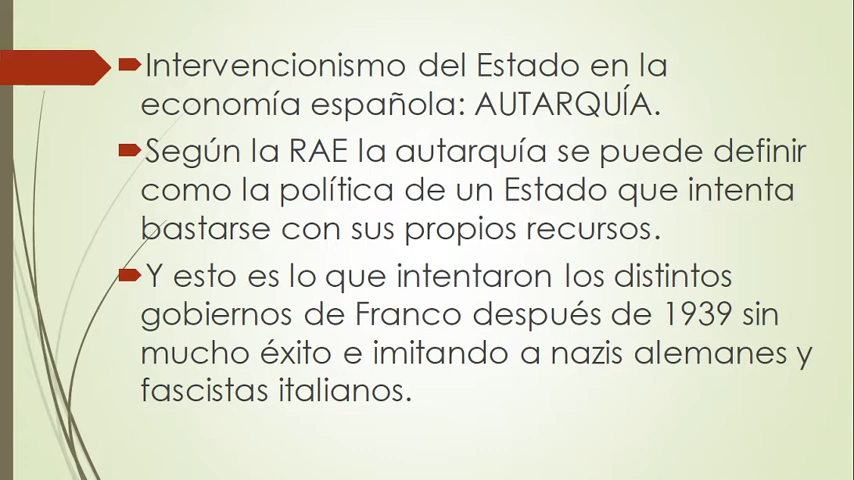 Intervencionismo del Estado en la
economía española: AUTARQUÍA.
Según la RAE la autarquía se puede definir
como la política de un Estado que intenta
bastarse con sus propios recursos.
Y esto es lo que intentaron los distintos
gobiernos de Franco después de 1939 sin
mucho éxito e imitando a nazis alemanes y
fascistas italianos.